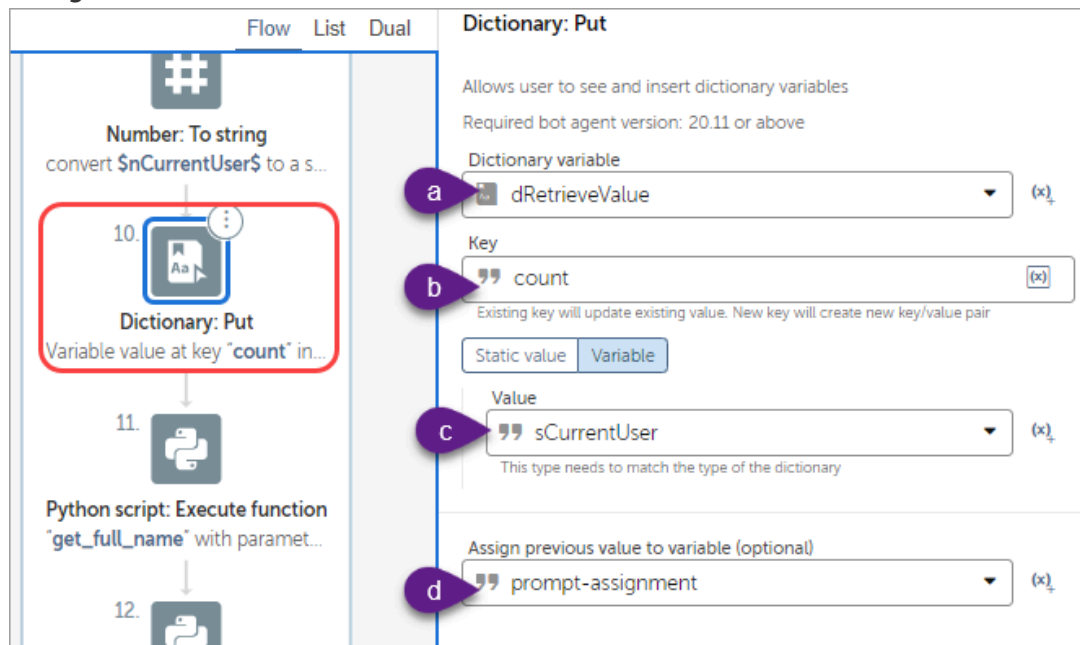 Flow List Dual
Number: To string
convert $nCurrentUser$ to a s...
10.
Aa
Dictionary: Put
Variable value at key "count" in...
11.
Python script: Execute function
"get_full_name" with paramet...
12.
Dictionary: Put
Allows user to see and insert dictionary variables
Required bot agent version: 20.11 or above
Dictionary variable
a dRetrieveValue (x)+
Key
b " count (x)
Existing key will update existing value. New key will create new key/value pair
Static value Variable
Value
c " sCurrentUser (x)+
This type needs to match the type of the dictionary
Assign previous value to variable (optional)
d " prompt-assignment (x)+